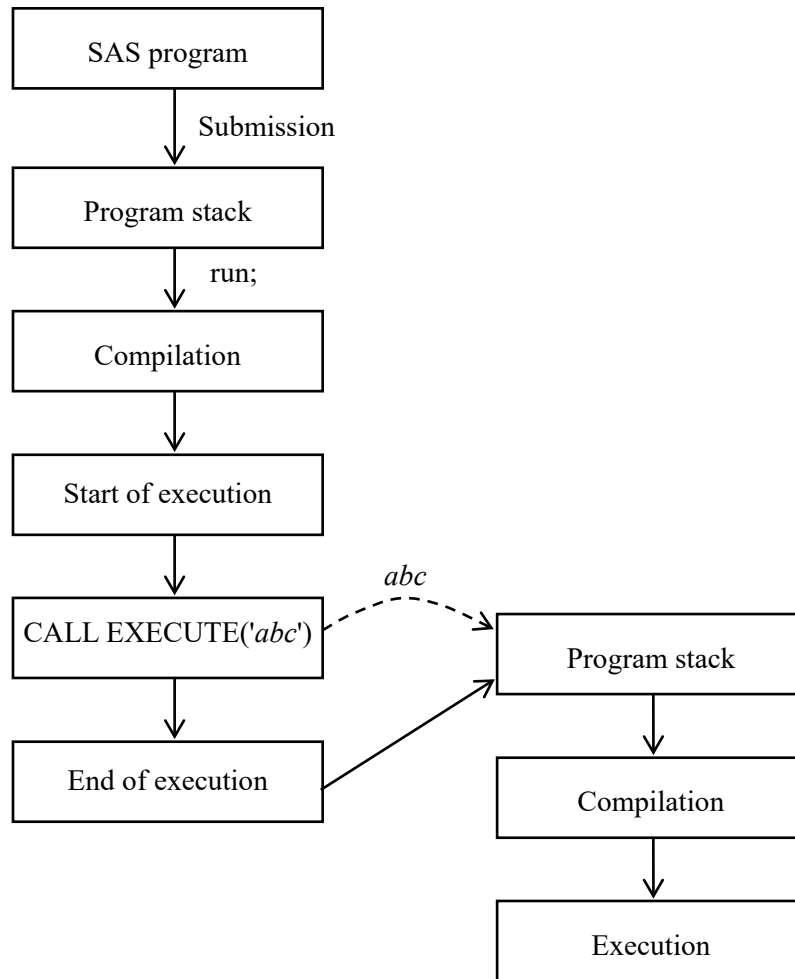 SAS program
Submission
Program stack
run;
Compilation
Start of execution
abc
CALL EXECUTE('abc')
Program stack
End of execution
Compilation
Execution